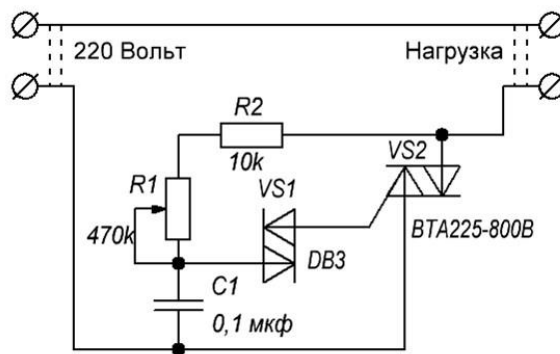 220 Вольт
Нагрузка
R2
10k
VS2
R1
VS1
470k
BTA225-800B
DB3
C1
0,1 мкф